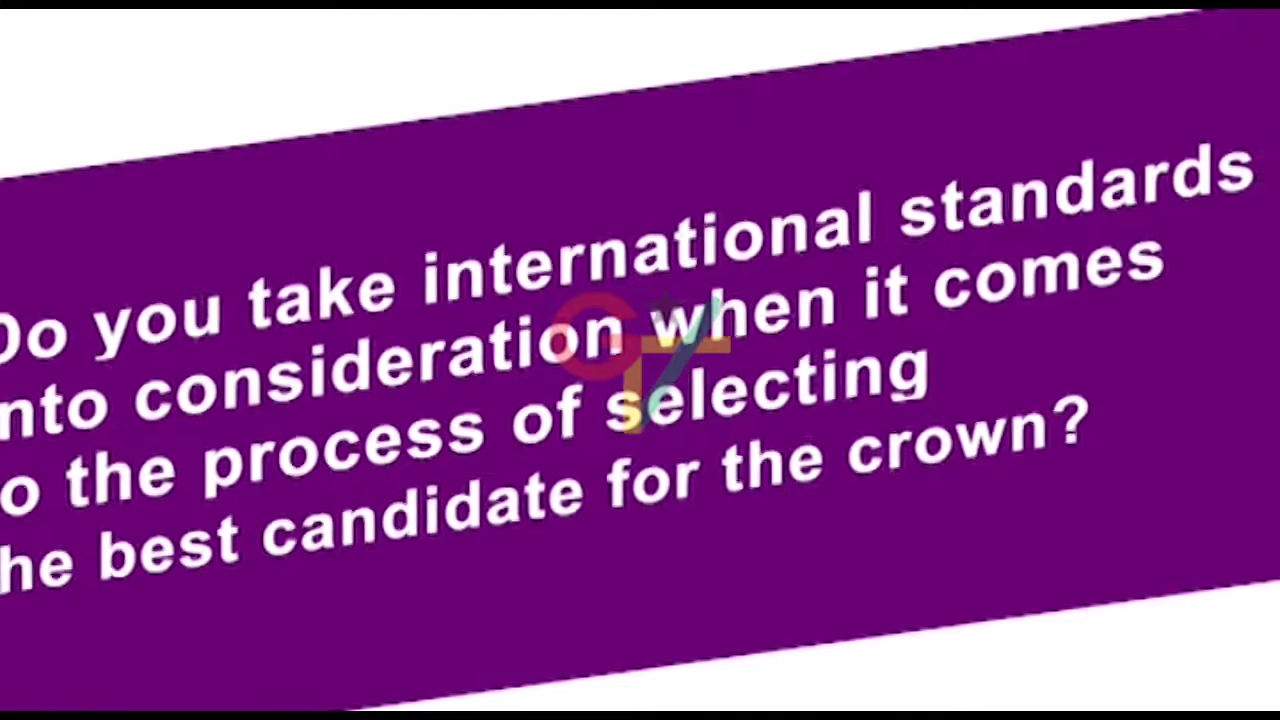 Do you take international standards
nto consideration when it comes
o the process of selecting
he best candidate for the crown?